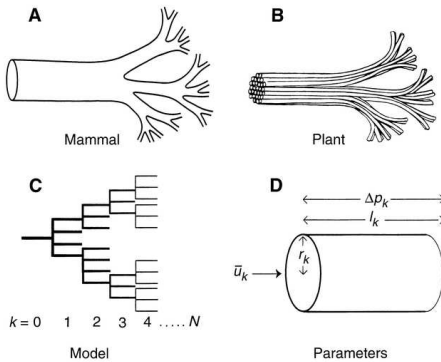 A
B
Mammal
Plant
C
D
Δp_k
l_k
r_k
ū_k
k = 0 1 2 3 4 ..... N
Model
Parameters